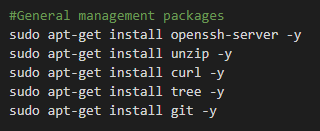 #General management packages
sudo apt-get install openssh-server -y
sudo apt-get install unzip -y
sudo apt-get install curl -y
sudo apt-get install tree -y
sudo apt-get install git -y